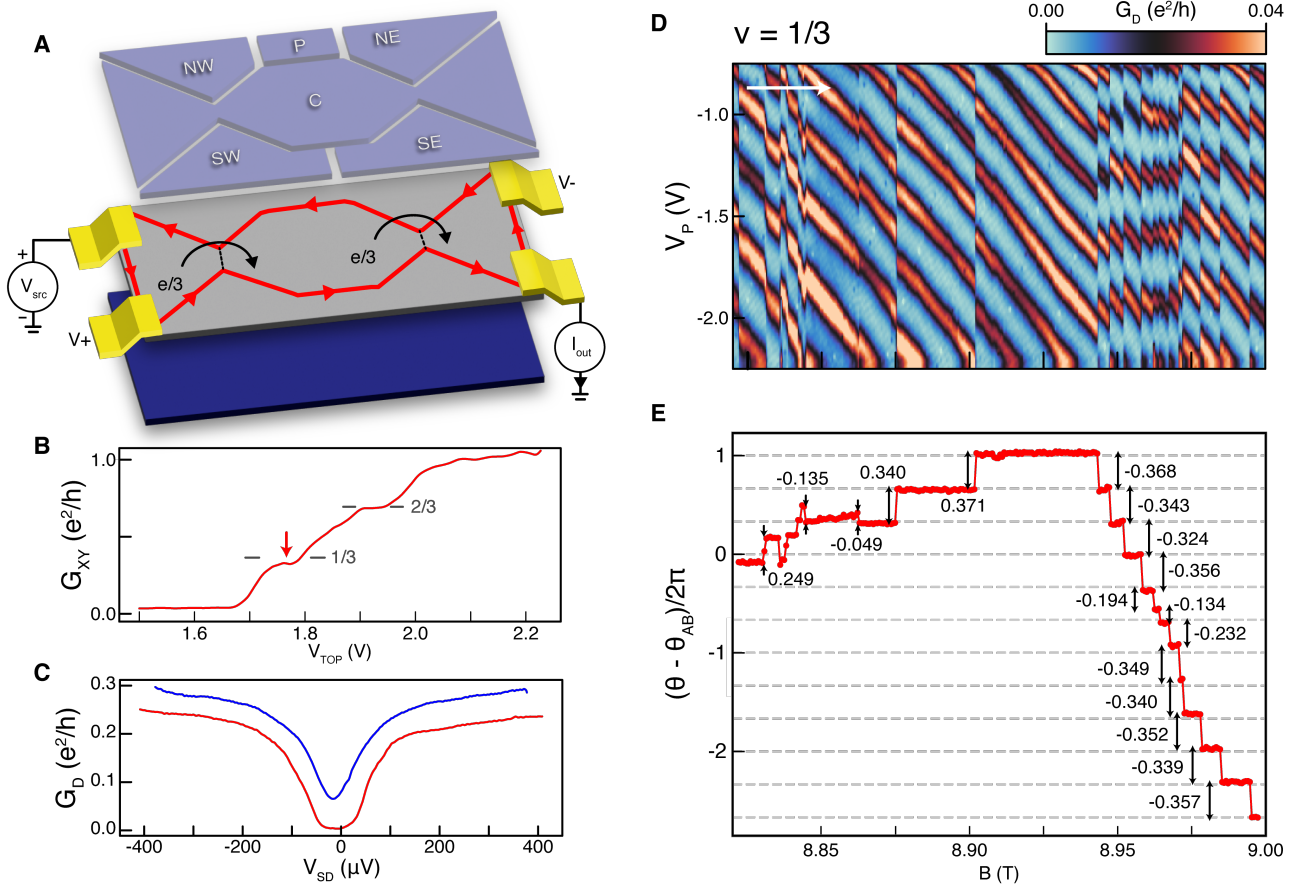 A
NW
P
NE
C
SW
SE
V-
+
Vsrc
-
e/3
e/3
V+
Iout
B
GXY (e²/h)
1.0
0.0
2/3
1/3
1.6
1.8
2.0
2.2
VTOP (V)
C
GD (e²/h)
0.3
0.2
0.1
0.0
-400
-200
0
200
400
VSD (μV)
D
ν = 1/3
0.00
GD (e²/h)
0.04
VP (V)
-1.0
-1.5
-2.0
E
(θ - θAB)/2π
1
0
-1
-2
-0.135
0.340
0.371
-0.049
0.249
-0.368
-0.343
-0.324
-0.356
-0.194
-0.134
-0.232
-0.349
-0.340
-0.352
-0.339
-0.357
8.85
8.90
8.95
9.00
B (T)